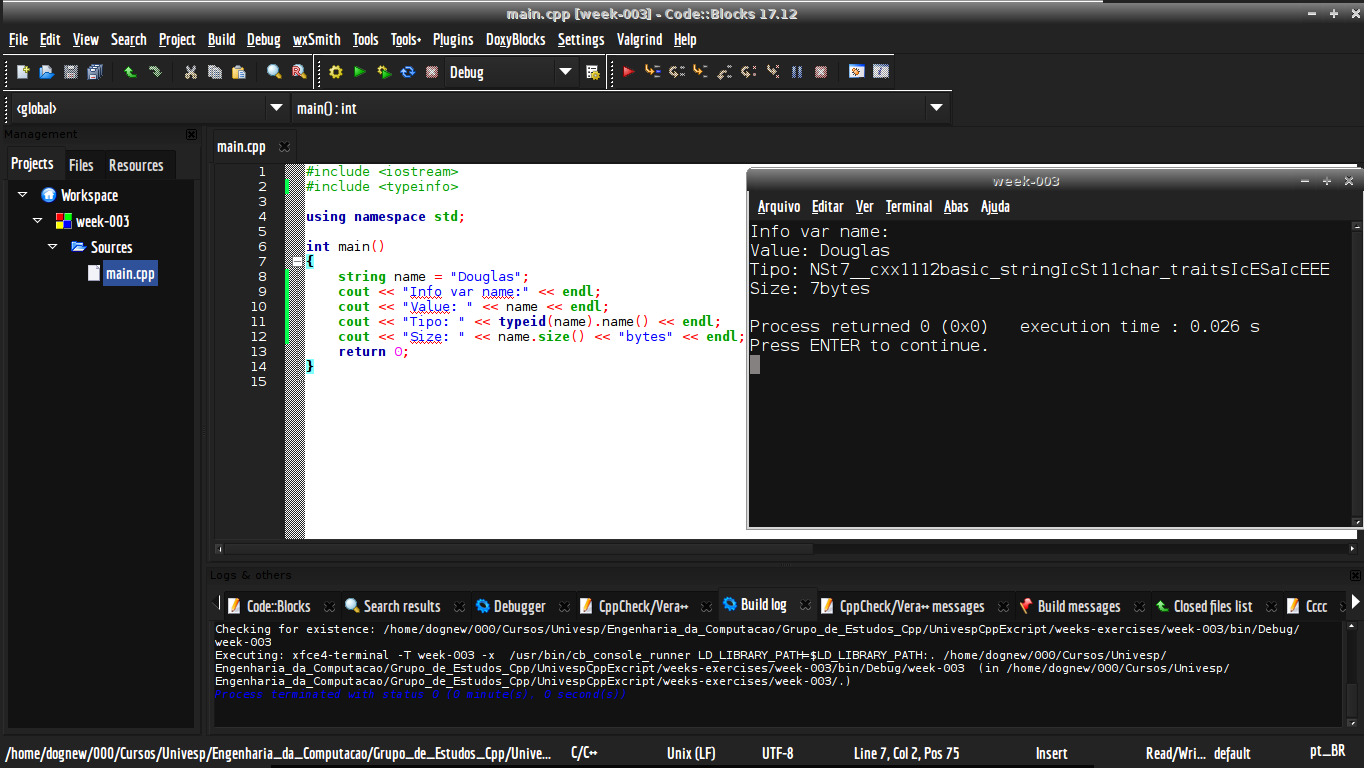 main.cpp [week-003] - Code::Blocks 17.12
File Edit View Search Project Build Debug wxSmith Tools Tools+ Plugins DoxyBlocks Settings Valgrind Help
Debug
<global> main() : int
Management
Projects Files Resources
Workspace
week-003
Sources
main.cpp
main.cpp
1 #include <iostream>
2 #include <typeinfo>
3
4 using namespace std;
5
6 int main()
7 {
8 string name = "Douglas";
9 cout << "Info var name:" << endl;
10 cout << "Value: " << name << endl;
11 cout << "Tipo: " << typeid(name).name() << endl;
12 cout << "Size: " << name.size() << "bytes" << endl;
13 return 0;
14 }
15
week-003
Arquivo Editar Ver Terminal Abas Ajuda
Info var name:
Value: Douglas
Tipo: NSt7__cxx1112basic_stringIcSt11char_traitsIcESaIcEEE
Size: 7bytes
Process returned 0 (0x0) execution time : 0.026 s
Press ENTER to continue.
Logs & others
Code::Blocks Search results Debugger CppCheck/Vera++ Build log CppCheck/Vera++ messages Build messages Closed files list Cccc
Checking for existence: /home/dognew/000/Cursos/Univesp/Engenharia_da_Computacao/Grupo_de_Estudos_Cpp/UnivespCppExcript/weeks-exercises/week-003/bin/Debug/
week-003
Executing: xfce4-terminal -T week-003 -x /usr/bin/cb_console_runner LD_LIBRARY_PATH=$LD_LIBRARY_PATH:. /home/dognew/000/Cursos/Univesp/
Engenharia_da_Computacao/Grupo_de_Estudos_Cpp/UnivespCppExcript/weeks-exercises/week-003/bin/Debug/week-003 (in /home/dognew/000/Cursos/Univesp/
Engenharia_da_Computacao/Grupo_de_Estudos_Cpp/UnivespCppExcript/weeks-exercises/week-003/.)
Process terminated with status 0 (0 minute(s), 0 second(s))
/home/dognew/000/Cursos/Univesp/Engenharia_da_Computacao/Grupo_de_Estudos_Cpp/Unive... C/C++ Unix (LF) UTF-8 Line 7, Col 2, Pos 75 Insert Read/Wri... default pt_BR